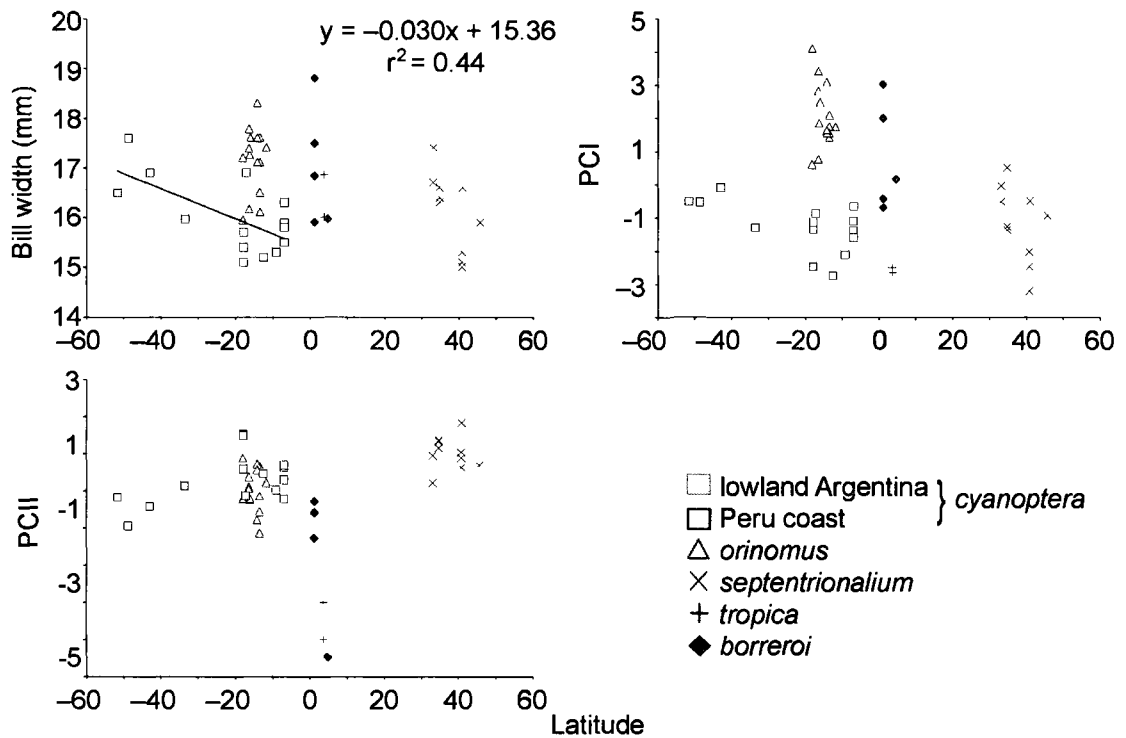 y = –0.030x + 15.36
r² = 0.44
Bill width (mm)
20
19
18
17
16
15
14
–60 –40 –20 0 20 40 60
PCI
5
3
1
-1
–3
–60 –40 –20 0 20 40 60
PCII
3
1
-1
-3
-5
–60 –40 –20 0 20 40 60
Latitude
lowland Argentina
Peru coast
cyanoptera
orinomus
septentrionalium
tropica
borreroi